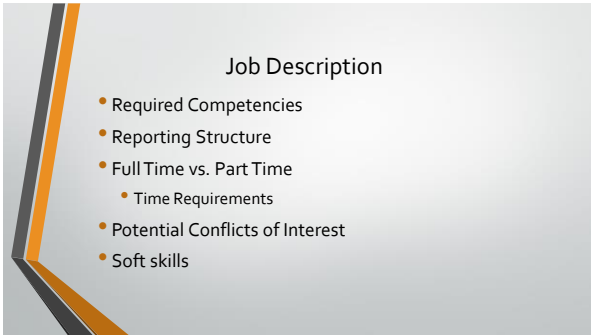 Job Description
• Required Competencies
• Reporting Structure
• Full Time vs. Part Time
• Time Requirements
• Potential Conflicts of Interest
• Soft skills